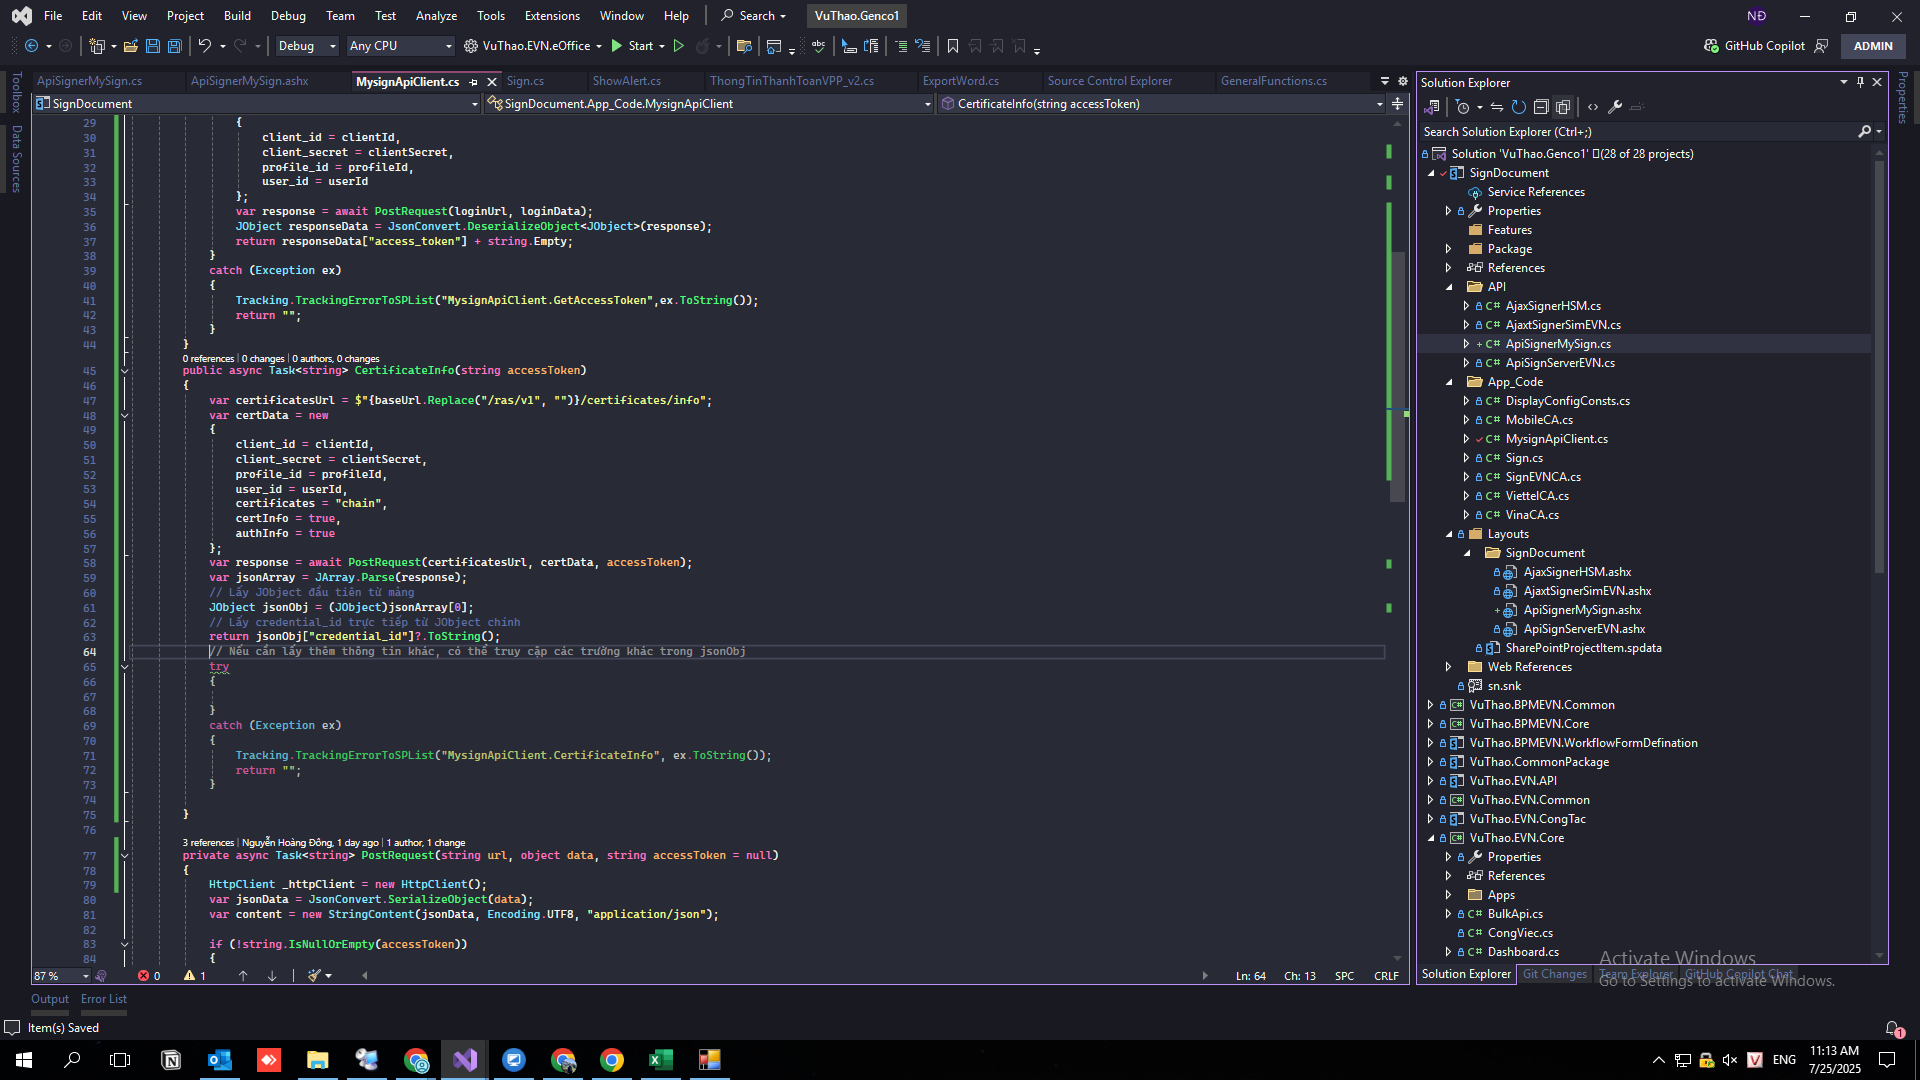 File Edit View Project Build Debug Team Test Analyze Tools Extensions Window Help Search VuThao.Genco1 NĐ
Debug Any CPU VuThao.EVN.eOffice Start GitHub Copilot ADMIN
ApiSignerMySign.cs ApiSignerMySign.ashx MysignApiClient.cs Sign.cs ShowAlert.cs ThongTinThanhToanVPP_v2.cs ExportWord.cs Source Control Explorer GeneralFunctions.cs
SignDocument SignDocument.App_Code.MysignApiClient CertificateInfo(string accessToken)
Toolbox
Data Sources
29 {
30 client_id = clientId,
31 client_secret = clientSecret,
32 profile_id = profileId,
33 user_id = userId
34 };
35 var response = await PostRequest(loginUrl, loginData);
36 JObject responseData = JsonConvert.DeserializeObject<JObject>(response);
37 return responseData["access_token"] + string.Empty;
38 }
39 catch (Exception ex)
40 {
41 Tracking.TrackingErrorToSPList("MysignApiClient.GetAccessToken",ex.ToString());
42 return "";
43 }
44 }
0 references | 0 changes | 0 authors, 0 changes
45 public async Task<string> CertificateInfo(string accessToken)
46 {
47 var certificatesUrl = $"{baseUrl.Replace("/ras/v1", "")}/certificates/info";
48 var certData = new
49 {
50 client_id = clientId,
51 client_secret = clientSecret,
52 profile_id = profileId,
53 user_id = userId,
54 certificates = "chain",
55 certInfo = true,
56 authInfo = true
57 };
58 var response = await PostRequest(certificatesUrl, certData, accessToken);
59 var jsonArray = JArray.Parse(response);
60 // Lấy JObject đầu tiên từ mảng
61 JObject jsonObj = (JObject)jsonArray[0];
62 // Lấy credential_id trực tiếp từ JObject chính
63 return jsonObj["credential_id"]?.ToString();
64 // Nếu cần lấy thêm thông tin khác, có thể truy cập các trường khác trong jsonObj
65 try
66 {
67
68 }
69 catch (Exception ex)
70 {
71 Tracking.TrackingErrorToSPList("MysignApiClient.CertificateInfo", ex.ToString());
72 return "";
73 }
74
75 }
76
3 references | Nguyễn Hoàng Đông, 1 day ago | 1 author, 1 change
77 private async Task<string> PostRequest(string url, object data, string accessToken = null)
78 {
79 HttpClient _httpClient = new HttpClient();
80 var jsonData = JsonConvert.SerializeObject(data);
81 var content = new StringContent(jsonData, Encoding.UTF8, "application/json");
82
83 if (!string.IsNullOrEmpty(accessToken))
84 {
87 % 0 1 Ln: 64 Ch: 13 SPC CRLF
Output Error List
Item(s) Saved
Solution Explorer
Search Solution Explorer (Ctrl+;)
Solution 'VuThao.Genco1' (28 of 28 projects)
SignDocument
Service References
Properties
Features
Package
References
API
C# AjaxSignerHSM.cs
C# AjaxtSignerSimEVN.cs
C# ApiSignerMySign.cs
C# ApiSignServerEVN.cs
App_Code
C# DisplayConfigConsts.cs
C# MobileCA.cs
C# MysignApiClient.cs
C# Sign.cs
C# SignEVNCA.cs
C# ViettelCA.cs
C# VinaCA.cs
Layouts
SignDocument
AjaxSignerHSM.ashx
AjaxtSignerSimEVN.ashx
ApiSignerMySign.ashx
ApiSignServerEVN.ashx
SharePointProjectItem.spdata
Web References
sn.snk
VuThao.BPMEVN.Common
VuThao.BPMEVN.Core
VuThao.BPMEVN.WorkflowFormDefination
VuThao.CommonPackage
VuThao.EVN.API
VuThao.EVN.Common
VuThao.EVN.CongTac
VuThao.EVN.Core
Properties
References
Apps
C# BulkApi.cs
C# CongViec.cs
C# Dashboard.cs
Solution Explorer Git Changes Team Explorer GitHub Copilot Chat
Properties
Activate Windows
Go to Settings to activate Windows.
1
ENG
11:13 AM
7/25/2025